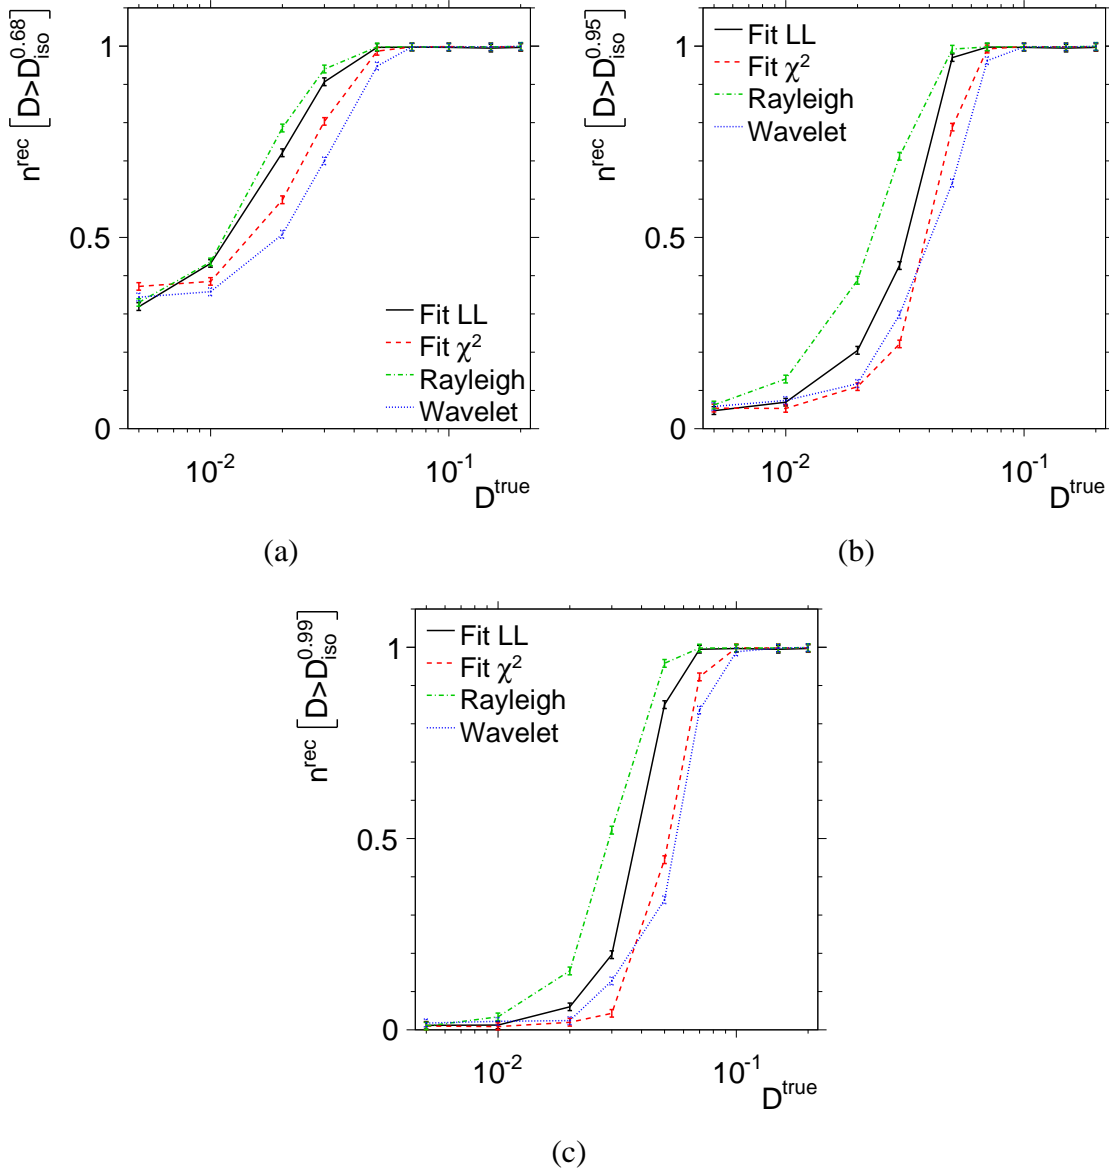 n^rec [D>D_iso^0.68]
1
0.5
0
Fit LL
Fit χ²
Rayleigh
Wavelet
10^-2
10^-1
D^true
(a)
n^rec [D>D_iso^0.95]
1
0.5
0
Fit LL
Fit χ²
Rayleigh
Wavelet
10^-2
10^-1
D^true
(b)
n^rec [D>D_iso^0.99]
1
0.5
0
Fit LL
Fit χ²
Rayleigh
Wavelet
10^-2
10^-1
D^true
(c)